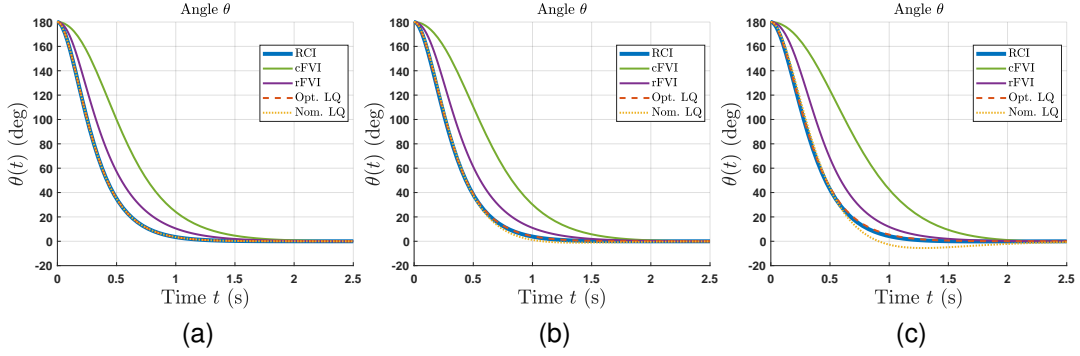 Angle θ
θ(t) (deg)
180
160
140
120
100
80
60
40
20
0
-20
RCI
cFVI
rFVI
Opt. LQ
Nom. LQ
0 0.5 1 1.5 2 2.5
Time t (s)
(a)
Angle θ
θ(t) (deg)
180
160
140
120
100
80
60
40
20
0
-20
RCI
cFVI
rFVI
Opt. LQ
Nom. LQ
0 0.5 1 1.5 2 2.5
Time t (s)
(b)
Angle θ
θ(t) (deg)
180
160
140
120
100
80
60
40
20
0
-20
RCI
cFVI
rFVI
Opt. LQ
Nom. LQ
0 0.5 1 1.5 2 2.5
Time t (s)
(c)